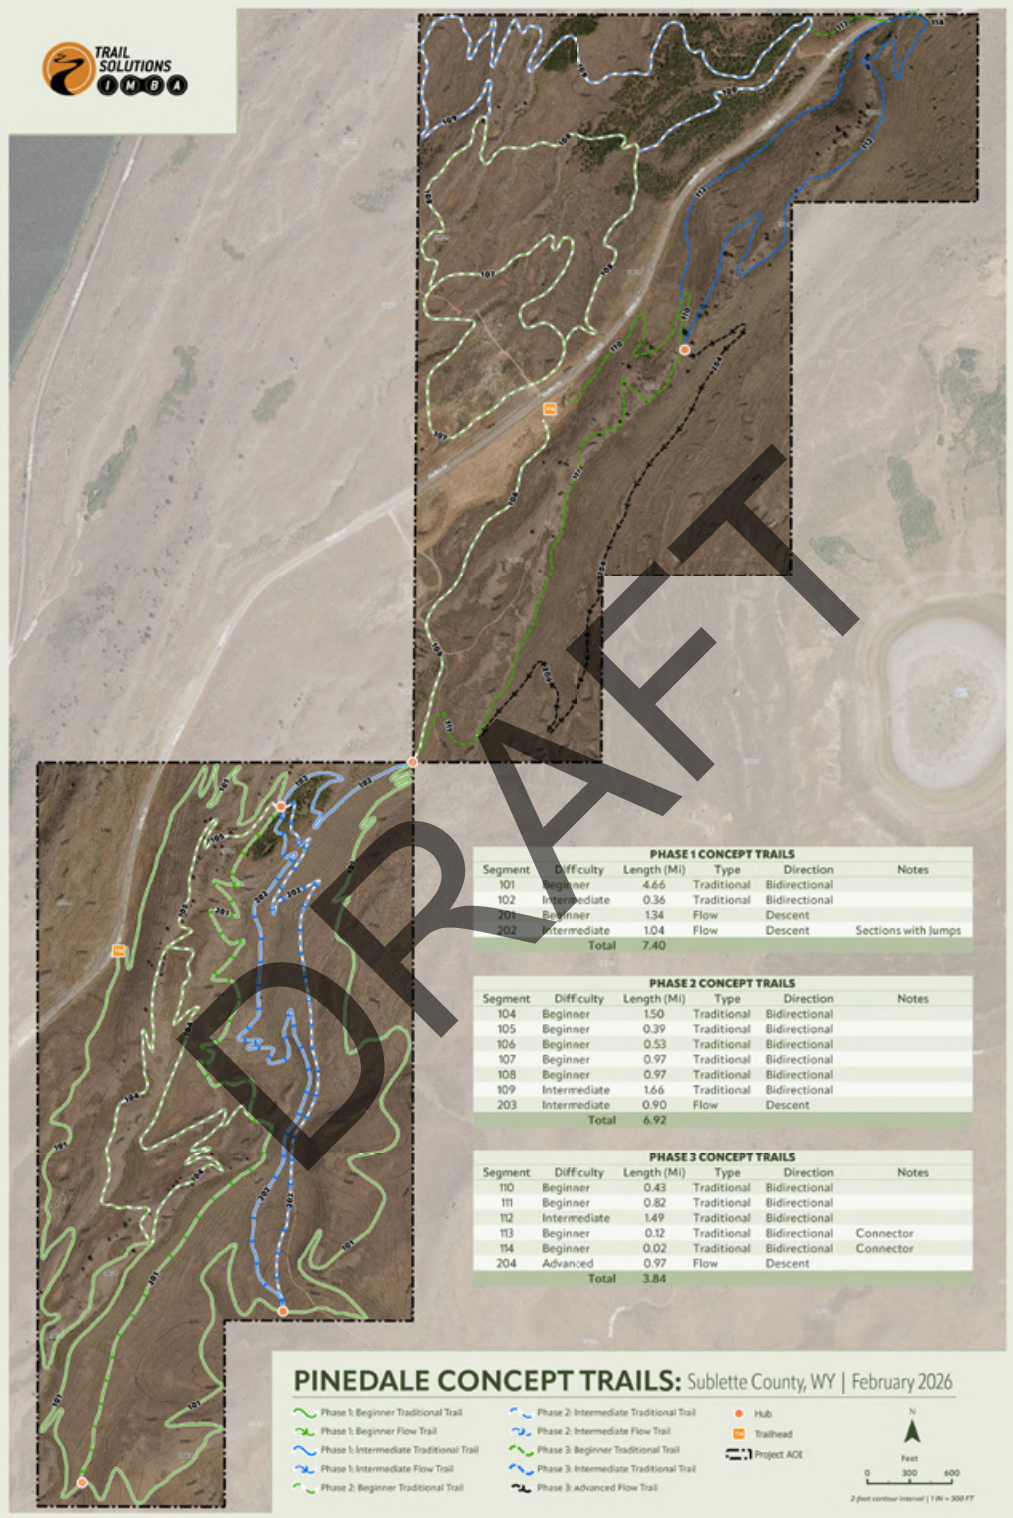 TRAIL
SOLUTIONS
IMBA
DRAFT
PHASE 1 CONCEPT TRAILS
Segment Difficulty Length (Mi) Type Direction Notes
101 Beginner 4.66 Traditional Bidirectional
102 Intermediate 0.36 Traditional Bidirectional
201 Beginner 1.34 Flow Descent
202 Intermediate 1.04 Flow Descent Sections with Jumps
Total 7.40
PHASE 2 CONCEPT TRAILS
Segment Difficulty Length (Mi) Type Direction Notes
104 Beginner 1.50 Traditional Bidirectional
105 Beginner 0.39 Traditional Bidirectional
106 Beginner 0.53 Traditional Bidirectional
107 Beginner 0.97 Traditional Bidirectional
108 Beginner 0.97 Traditional Bidirectional
109 Intermediate 1.66 Traditional Bidirectional
203 Intermediate 0.90 Flow Descent
Total 6.92
PHASE 3 CONCEPT TRAILS
Segment Difficulty Length (Mi) Type Direction Notes
110 Beginner 0.43 Traditional Bidirectional
111 Beginner 0.82 Traditional Bidirectional
112 Intermediate 1.49 Traditional Bidirectional
113 Beginner 0.12 Traditional Bidirectional Connector
114 Beginner 0.02 Traditional Bidirectional Connector
204 Advanced 0.97 Flow Descent
Total 3.84
PINEDALE CONCEPT TRAILS: Sublette County, WY | February 2026
Phase 1: Beginner Traditional Trail
Phase 1: Beginner Flow Trail
Phase 1: Intermediate Traditional Trail
Phase 1: Intermediate Flow Trail
Phase 2: Beginner Traditional Trail
Phase 2: Intermediate Traditional Trail
Phase 2: Intermediate Flow Trail
Phase 3: Beginner Traditional Trail
Phase 3: Intermediate Traditional Trail
Phase 3: Advanced Flow Trail
Hub
TH Trailhead
Project AOI
N
Feet
0 300 600
2-foot contour interval | 1 IN = 300 FT